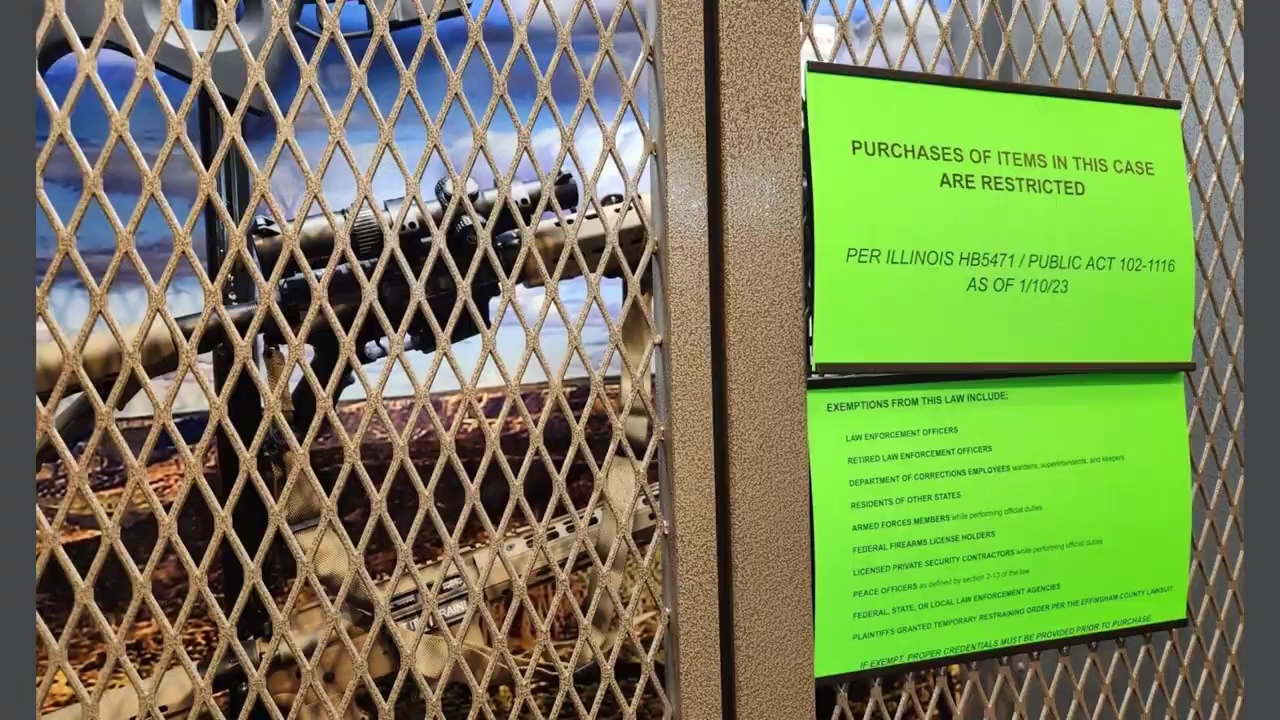 PURCHASES OF ITEMS IN THIS CASE
ARE RESTRICTED
PER ILLINOIS HB5471 / PUBLIC ACT 102-1116
AS OF 1/10/23
EXEMPTIONS FROM THIS LAW INCLUDE:
LAW ENFORCEMENT OFFICERS
RETIRED LAW ENFORCEMENT OFFICERS
DEPARTMENT OF CORRECTIONS EMPLOYEES wardens, superintendents, and keepers
RESIDENTS OF OTHER STATES
ARMED FORCES MEMBERS while performing official duties
FEDERAL FIREARMS LICENSE HOLDERS
LICENSED PRIVATE SECURITY CONTRACTORS while performing official duties
PEACE OFFICERS as defined by section 2-13 of the law
FEDERAL, STATE, OR LOCAL LAW ENFORCEMENT AGENCIES
PLAINTIFFS GRANTED TEMPORARY RESTRAINING ORDER PER THE EFFINGHAM COUNTY LAWSUIT
IF EXEMPT, PROPER CREDENTIALS MUST BE PROVIDED PRIOR TO PURCHASE